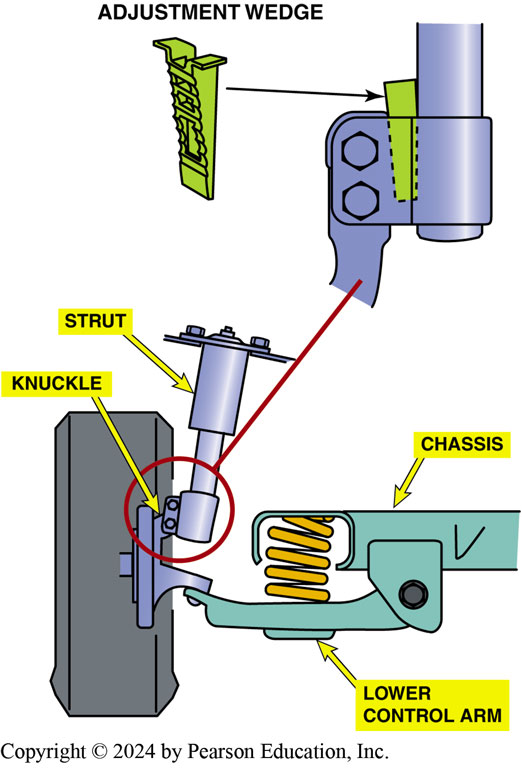 ADJUSTMENT WEDGE
STRUT
KNUCKLE
CHASSIS
LOWER
CONTROL ARM
Copyright © 2024 by Pearson Education, Inc.